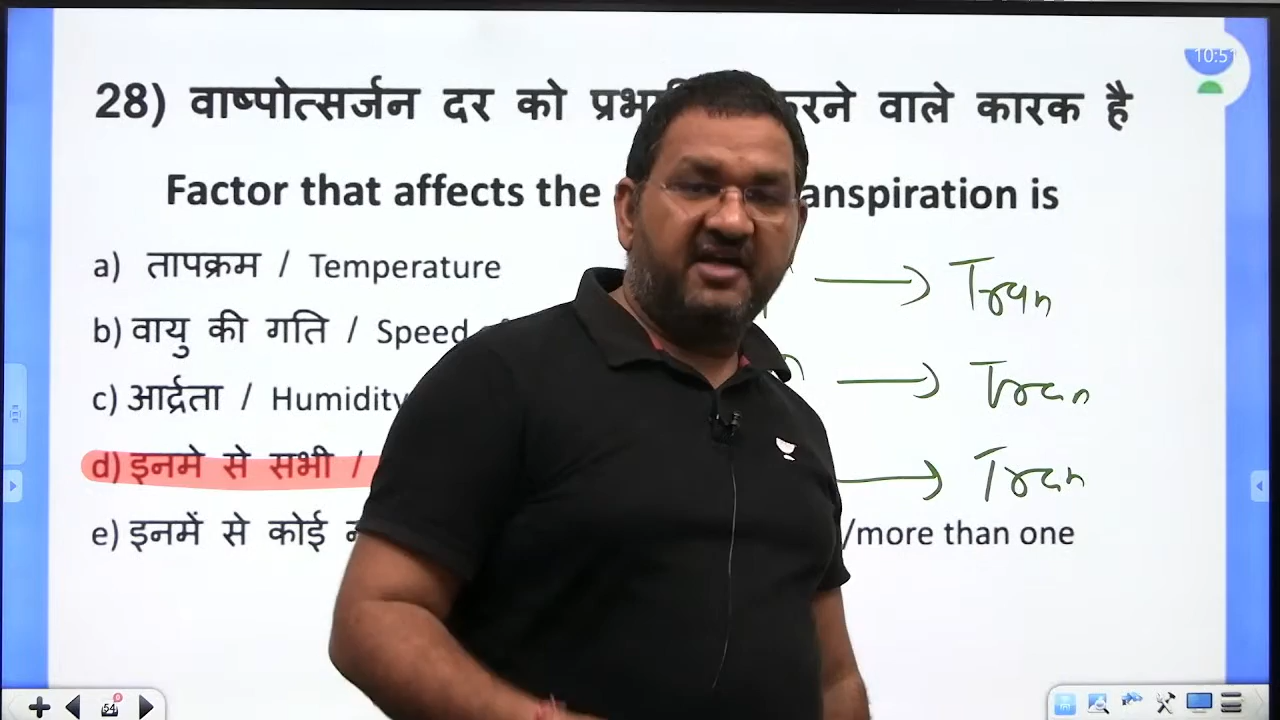 10:51
28) वाष्पोत्सर्जन दर को करने वाले कारक है
Factor that affects the anspiration is
a) तापक्रम / Temperature
→ Tran
b) वायु की गति / Speed
→ Tran
c) आर्द्रता / Humidity
d) इनमे से सभी /
→ Tran
e) इनमें से कोई /more than one
54